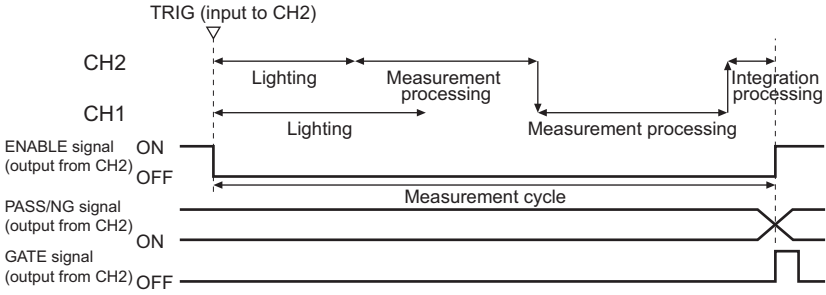 TRIG (input to CH2)
CH2
Lighting
Measurement
processing
Integration
processing
CH1
Lighting
Measurement processing
ENABLE signal
(output from CH2)
ON
OFF
Measurement cycle
PASS/NG signal
(output from CH2)
ON
GATE signal
(output from CH2)
OFF